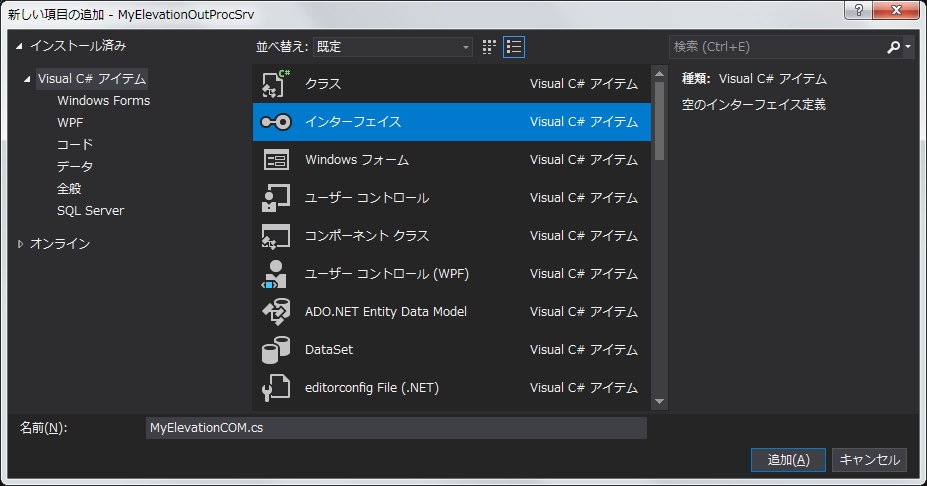 新しい項目の追加 - MyElevationOutProcSrv
インストール済み
Visual C# アイテム
Windows Forms
WPF
コード
データ
全般
SQL Server
オンライン
並べ替え: 既定
クラス Visual C# アイテム
インターフェイス Visual C# アイテム
Windows フォーム Visual C# アイテム
ユーザー コントロール Visual C# アイテム
コンポーネント クラス Visual C# アイテム
ユーザー コントロール (WPF) Visual C# アイテム
ADO.NET Entity Data Model Visual C# アイテム
DataSet Visual C# アイテム
editorconfig File (.NET) Visual C# アイテム
検索 (Ctrl+E)
種類: Visual C# アイテム
空のインターフェイス定義
名前(N): MyElevationCOM.cs
追加(A) キャンセル